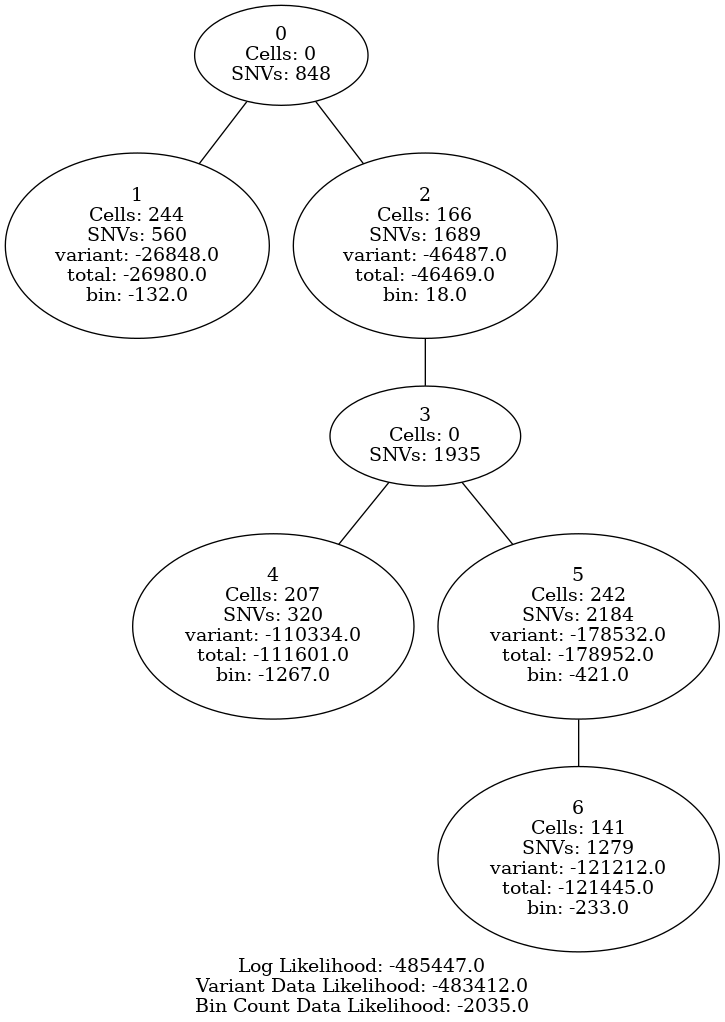 0
Cells: 0
SNVs: 848
1
Cells: 244
SNVs: 560
variant: -26848.0
total: -26980.0
bin: -132.0
2
Cells: 166
SNVs: 1689
variant: -46487.0
total: -46469.0
bin: 18.0
3
Cells: 0
SNVs: 1935
4
Cells: 207
SNVs: 320
variant: -110334.0
total: -111601.0
bin: -1267.0
5
Cells: 242
SNVs: 2184
variant: -178532.0
total: -178952.0
bin: -421.0
6
Cells: 141
SNVs: 1279
variant: -121212.0
total: -121445.0
bin: -233.0
Log Likelihood: -485447.0
Variant Data Likelihood: -483412.0
Bin Count Data Likelihood: -2035.0